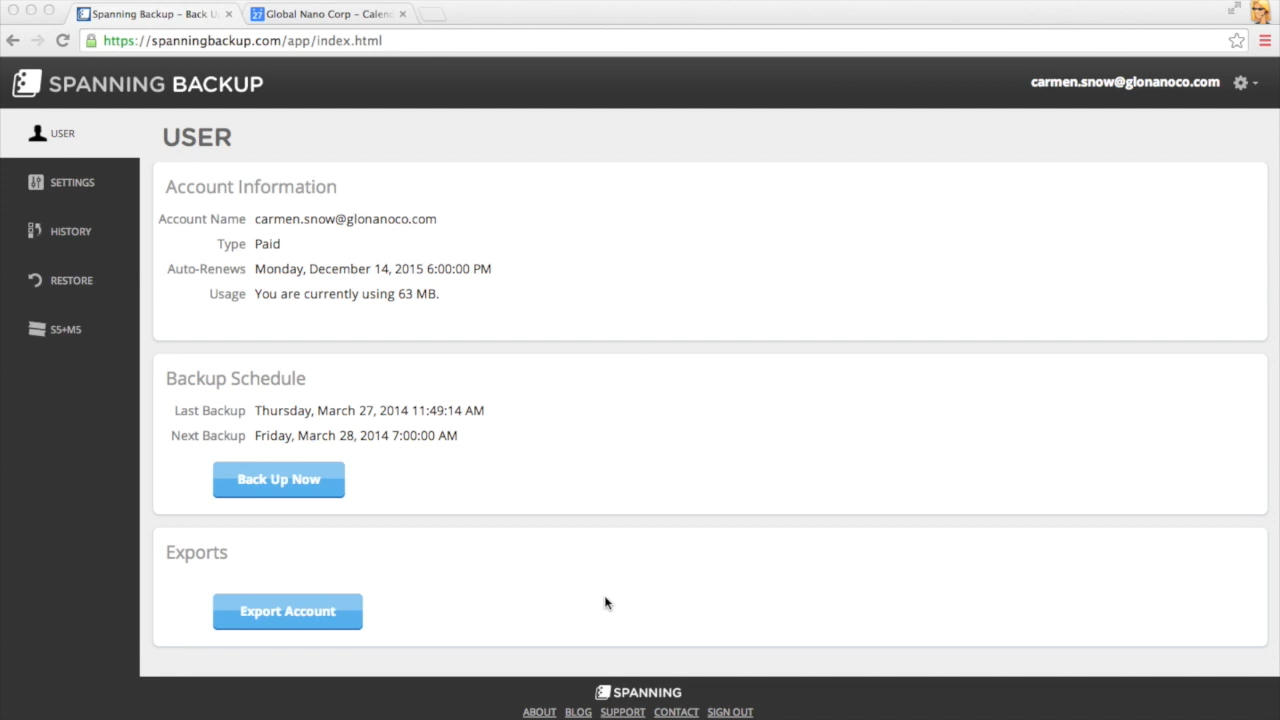 Spanning Backup – Back U
Global Nano Corp – Calen
https://spanningbackup.com/app/index.html
SPANNING BACKUP
carmen.snow@glonanoco.com
USER
SETTINGS
HISTORY
RESTORE
S5+M5
USER
Account Information
Account Name carmen.snow@glonanoco.com
Type Paid
Auto-Renews Monday, December 14, 2015 6:00:00 PM
Usage You are currently using 63 MB.
Backup Schedule
Last Backup Thursday, March 27, 2014 11:49:14 AM
Next Backup Friday, March 28, 2014 7:00:00 AM
Back Up Now
Exports
Export Account
SPANNING
ABOUT BLOG SUPPORT CONTACT SIGN OUT